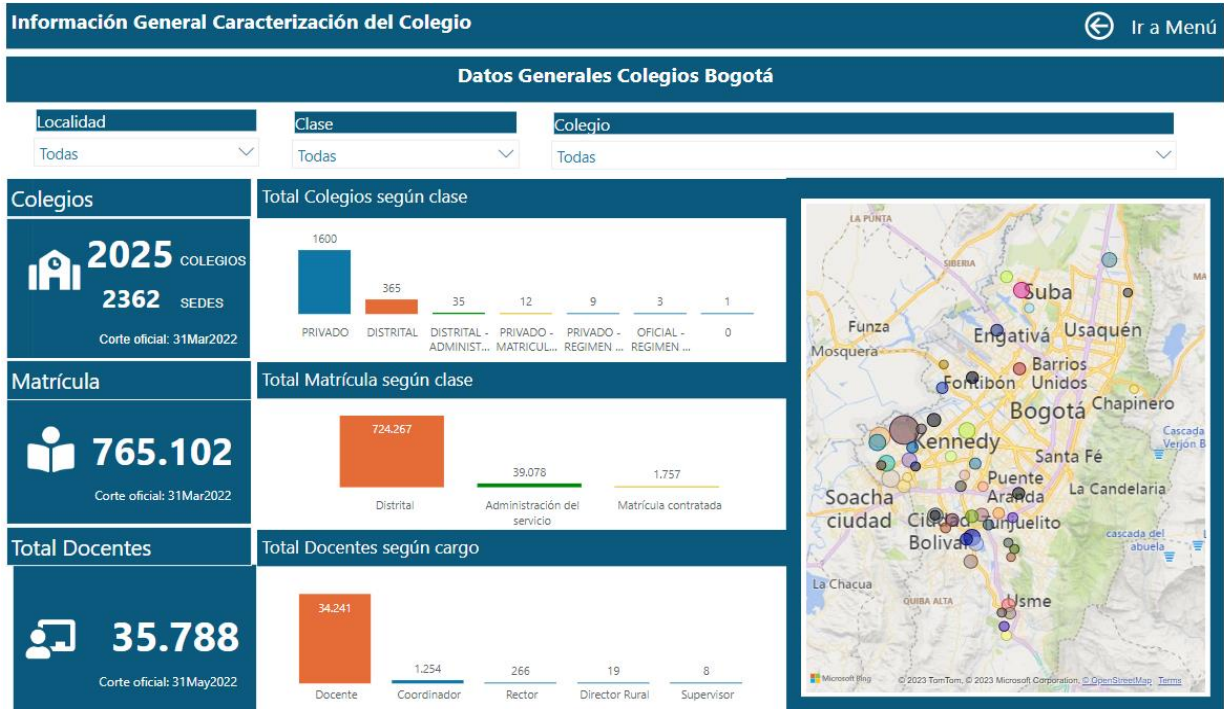 Información General Caracterización del Colegio
Ir a Menú
Datos Generales Colegios Bogotá
Localidad
Todas
Clase
Todas
Colegio
Todas
Colegios
2025 COLEGIOS
2362 SEDES
Corte oficial: 31Mar2022
Total Colegios según clase
1600
365
35
12
9
3
1
PRIVADO
DISTRITAL
DISTRITAL -
ADMINIST...
PRIVADO -
MATRICUL...
PRIVADO -
REGIMEN ...
OFICIAL -
REGIMEN ...
0
Matrícula
765.102
Corte oficial: 31Mar2022
Total Matrícula según clase
724.267
39.078
1.757
Distrital
Administración del
servicio
Matrícula contratada
Total Docentes
35.788
Corte oficial: 31May2022
Total Docentes según cargo
34.241
1.254
266
19
8
Docente
Coordinador
Rector
Director Rural
Supervisor
LA PUNTA
SIBERIA
MA
Suba
Funza
Engativá
Usaquén
Mosquera
Barrios
Unidos
Fontibón
Bogotá
Chapinero
Kennedy
Cascada
Verjón B
Santa Fé
Puente
Aranda
La Candelaria
Soacha
ciudad
Ciudad
Bolívar
Tunjuelito
cascada del
abuela
La Chacua
QUIBA ALTA
Usme
Microsoft Bing
© 2023 TomTom, © 2023 Microsoft Corporation, © OpenStreetMap Terms